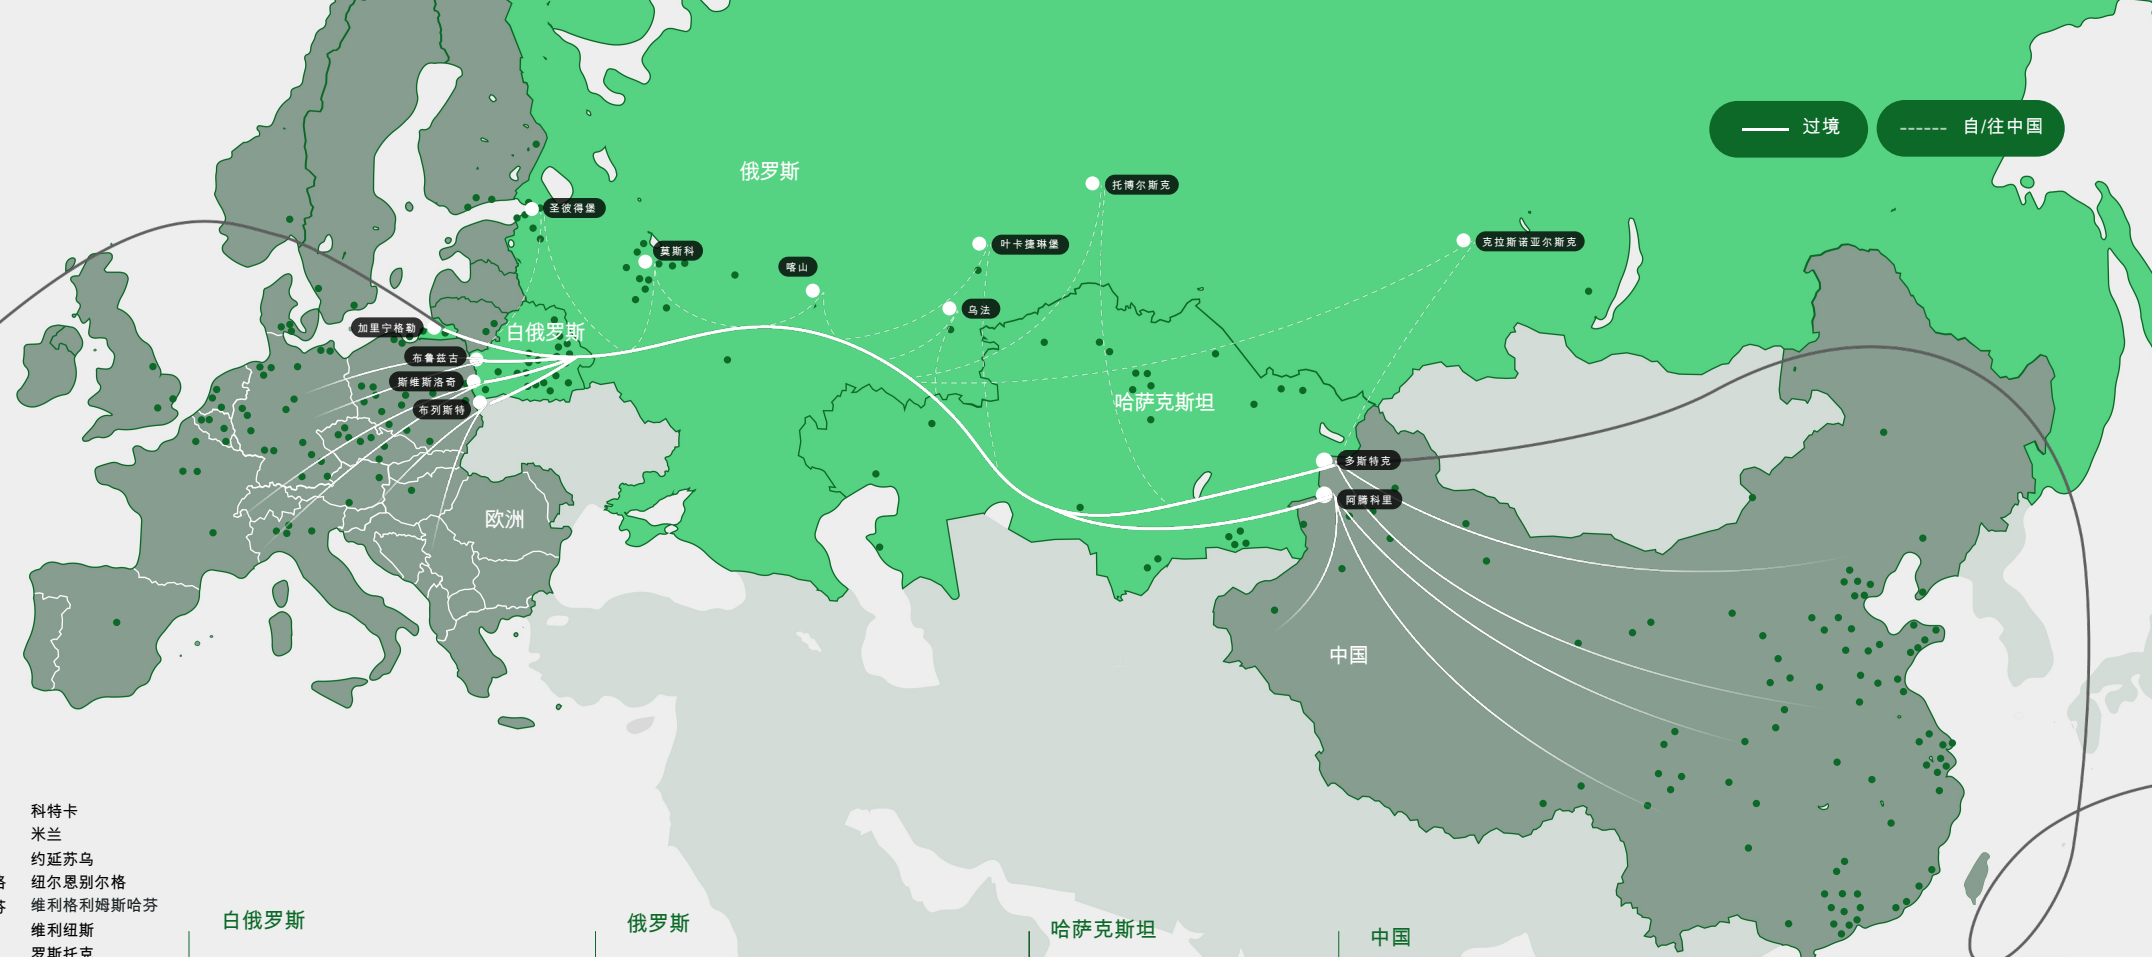 过境
自/往中国
俄罗斯
托博尔斯克
圣彼得堡
莫斯科
叶卡捷琳堡
克拉斯诺亚尔斯克
喀山
乌法
加里宁格勒
白俄罗斯
布鲁兹古
斯维斯洛奇
布列斯特
哈萨克斯坦
多斯特克
阿腾科里
欧洲
中国
科特卡
米兰
约延苏乌
纽尔恩别尔格
维利格利姆斯哈芬
维利纽斯
罗斯托克
白俄罗斯
俄罗斯
哈萨克斯坦
中国